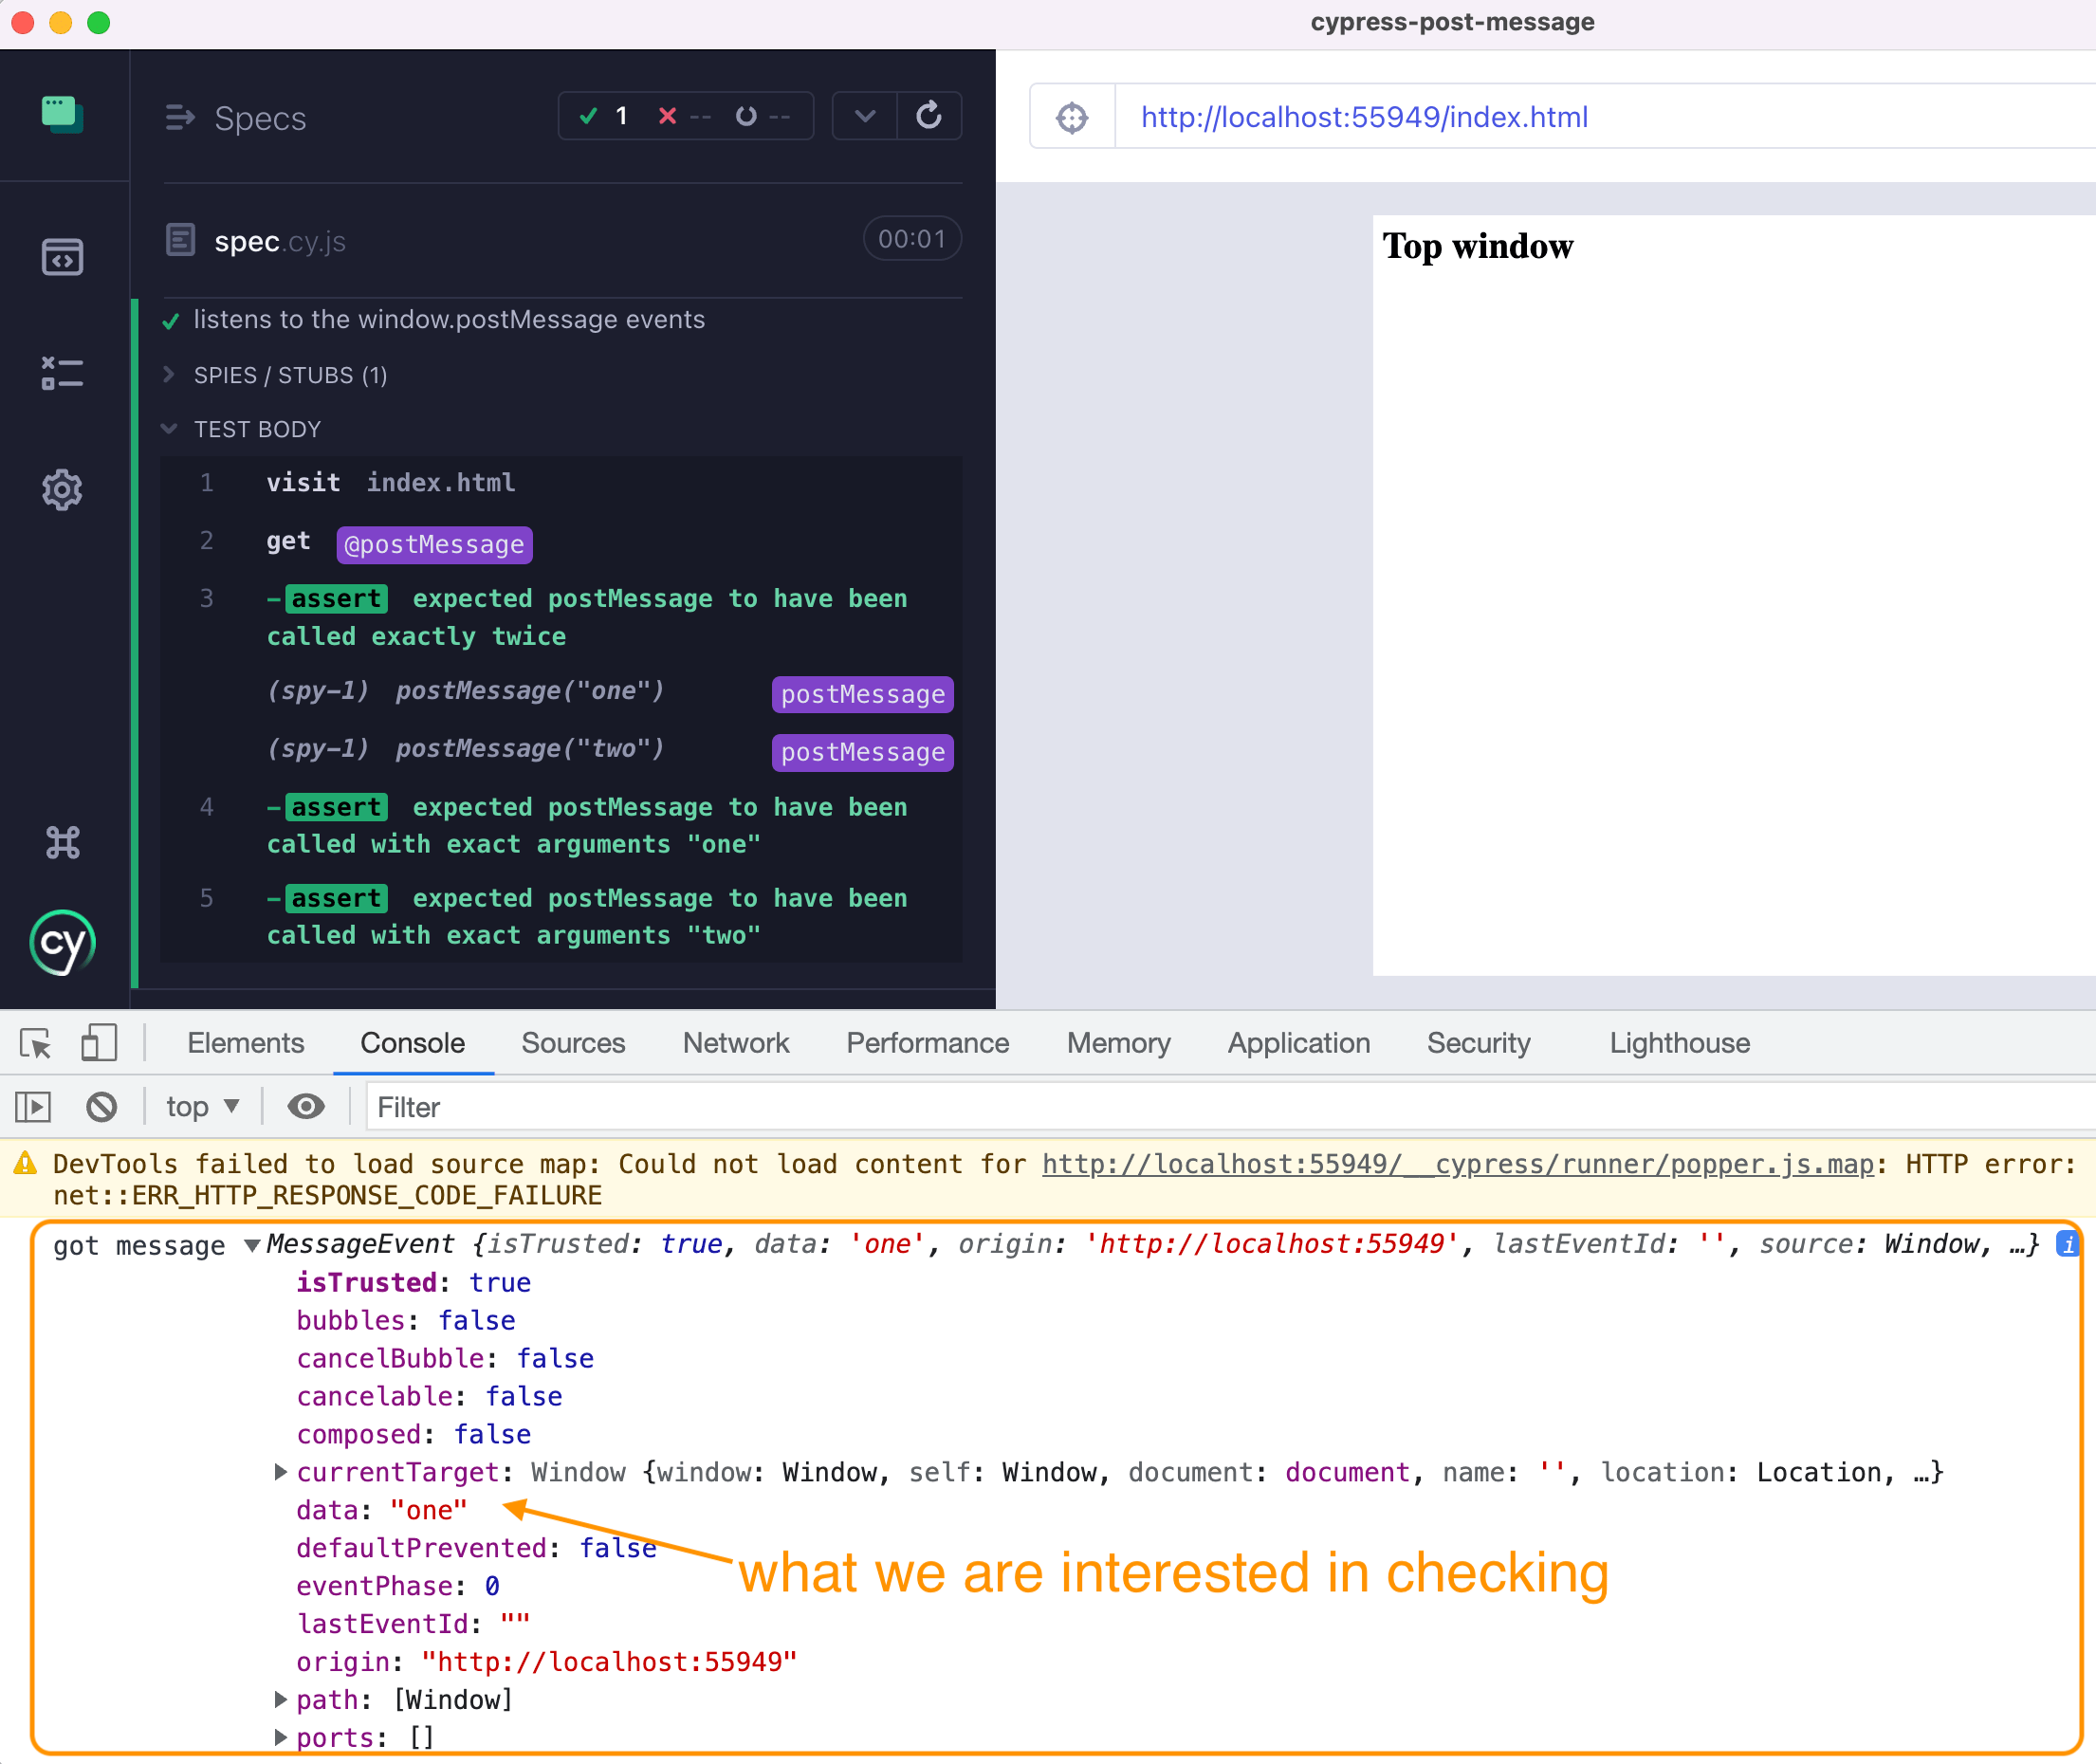 cypress-post-message
Specs
1 -- --
http://localhost:55949/index.html
spec.cy.js
00:01
Top window
listens to the window.postMessage events
SPIES / STUBS (1)
TEST BODY
1 visit index.html
2 get @postMessage
3 -assert expected postMessage to have been
called exactly twice
(spy-1) postMessage("one") postMessage
(spy-1) postMessage("two") postMessage
4 -assert expected postMessage to have been
called with exact arguments "one"
5 -assert expected postMessage to have been
called with exact arguments "two"
cy
Elements Console Sources Network Performance Memory Application Security Lighthouse
top Filter
DevTools failed to load source map: Could not load content for http://localhost:55949/__cypress/runner/popper.js.map: HTTP error:
net::ERR_HTTP_RESPONSE_CODE_FAILURE
got message MessageEvent {isTrusted: true, data: 'one', origin: 'http://localhost:55949', lastEventId: '', source: Window, …} i
isTrusted: true
bubbles: false
cancelBubble: false
cancelable: false
composed: false
currentTarget: Window {window: Window, self: Window, document: document, name: '', location: Location, …}
data: "one"
defaultPrevented: false
what we are interested in checking
eventPhase: 0
lastEventId: ""
origin: "http://localhost:55949"
path: [Window]
ports: []